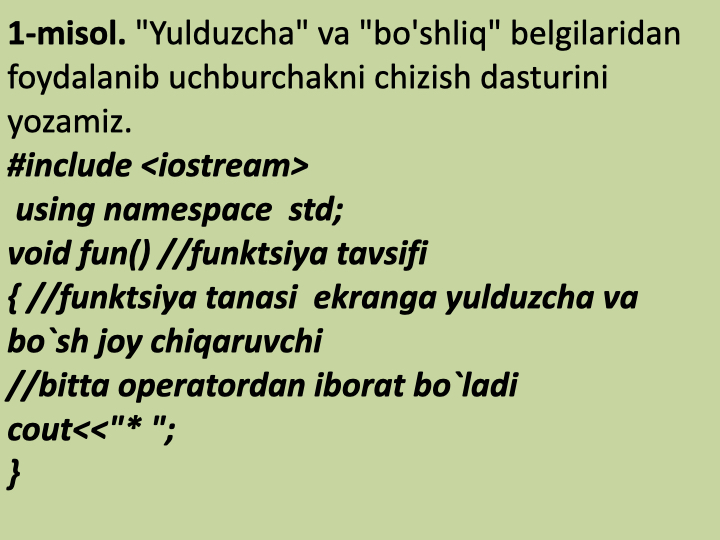 1-misol. "Yulduzcha" va "bo'shliq" belgilaridan
foydalanib uchburchakni chizish dasturini
yozamiz.
#include <iostream>
using namespace  std;
void fun() //funktsiya tavsifi
{ //funktsiya tanasi  ekranga yulduzcha va
bo`sh joy chiqaruvchi
//bitta operatordan iborat bo`ladi
cout<<"* ";
}